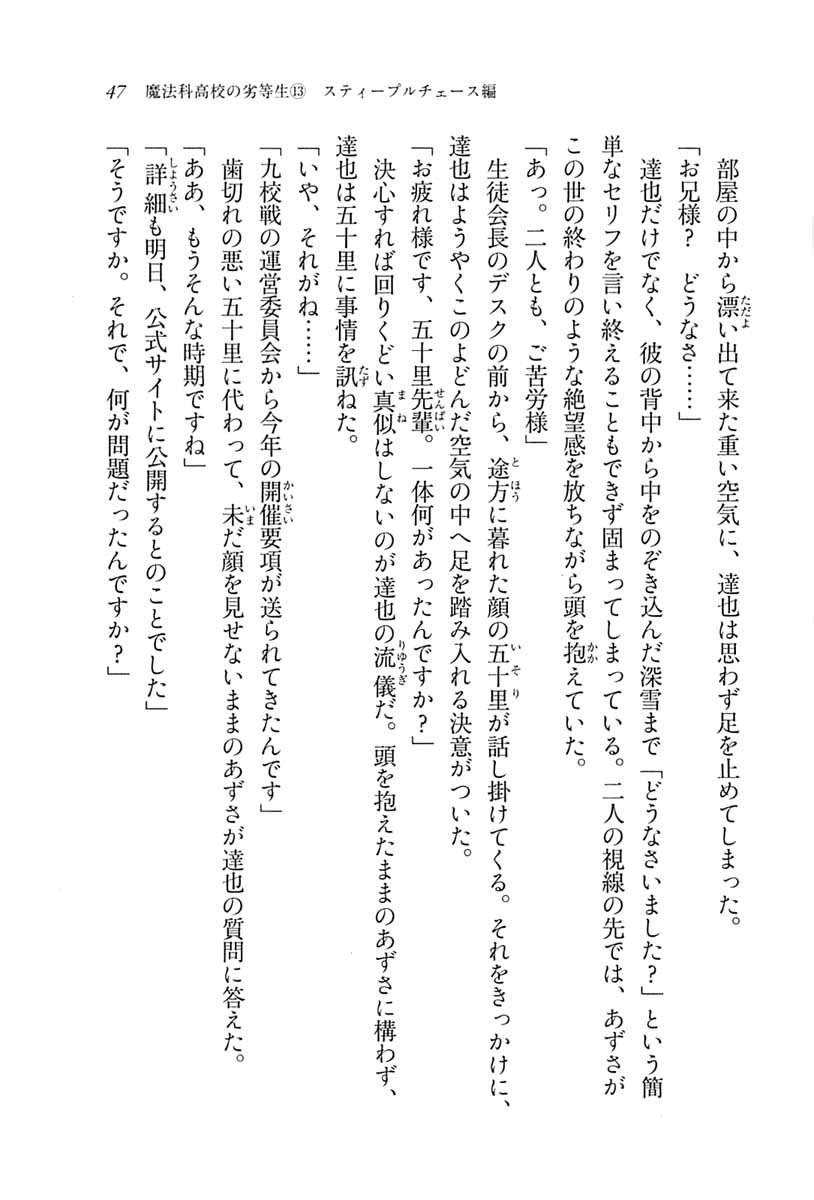 47　魔法科高校の劣等生⑬　スティープルチェース編
　部屋の中から漂い出て来た重い空気に、達也は思わず足を止めてしまった。
「お兄様？　どうなさ……」
　達也だけでなく、彼の背中から中をのぞき込んだ深雪まで「どうなさいました？」という簡
単なセリフを言い終えることもできず固まってしまっている。二人の視線の先では、あずさが
この世の終わりのような絶望感を放ちながら頭を抱えていた。
「あっ。二人とも、ご苦労様」
　生徒会長のデスクの前から、途方に暮れた顔の五十里が話し掛けてくる。それをきっかけに、
達也はようやくこのよどんだ空気の中へ足を踏み入れる決意がついた。
「お疲れ様です、五十里先輩。一体何があったんですか？」
　決心すれば回りくどい真似はしないのが達也の流儀だ。頭を抱えたままのあずさに構わず、
達也は五十里に事情を訊ねた。
「いや、それがね……」
「九校戦の運営委員会から今年の開催要項が送られてきたんです」
　歯切れの悪い五十里に代わって、未だ顔を見せないままのあずさが達也の質問に答えた。
「ああ、もうそんな時期ですね」
「詳細も明日、公式サイトに公開するとのことでした」
「そうですか。それで、何が問題だったんですか？」